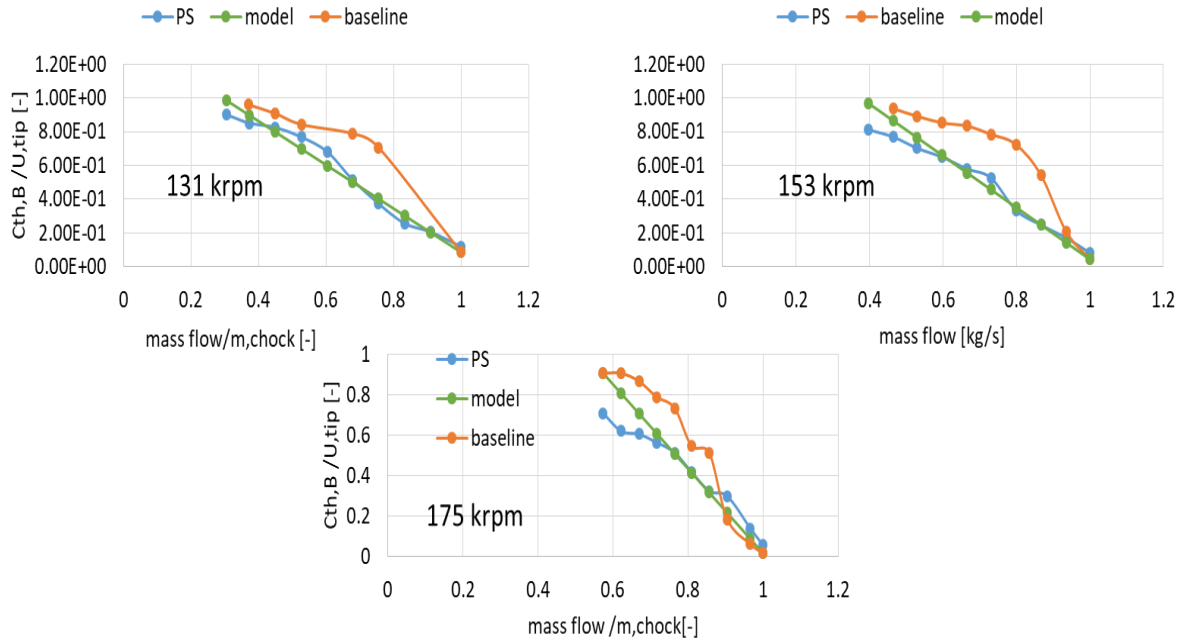 PS model baseline
1.20E+00
1.00E+00
8.00E-01
6.00E-01
4.00E-01
2.00E-01
0.00E+00
Cth,B /U,tip [-]
131 krpm
0 0.2 0.4 0.6 0.8 1 1.2
mass flow/m,chock [-]
PS model baseline
1.20E+00
1.00E+00
8.00E-01
6.00E-01
4.00E-01
2.00E-01
0.00E+00
153 krpm
0 0.2 0.4 0.6 0.8 1 1.2
mass flow [kg/s]
PS
model
baseline
1
0.8
0.6
0.4
0.2
0
Cth,B /U,tip [-]
175 krpm
0 0.2 0.4 0.6 0.8 1 1.2
mass flow /m,chock[-]